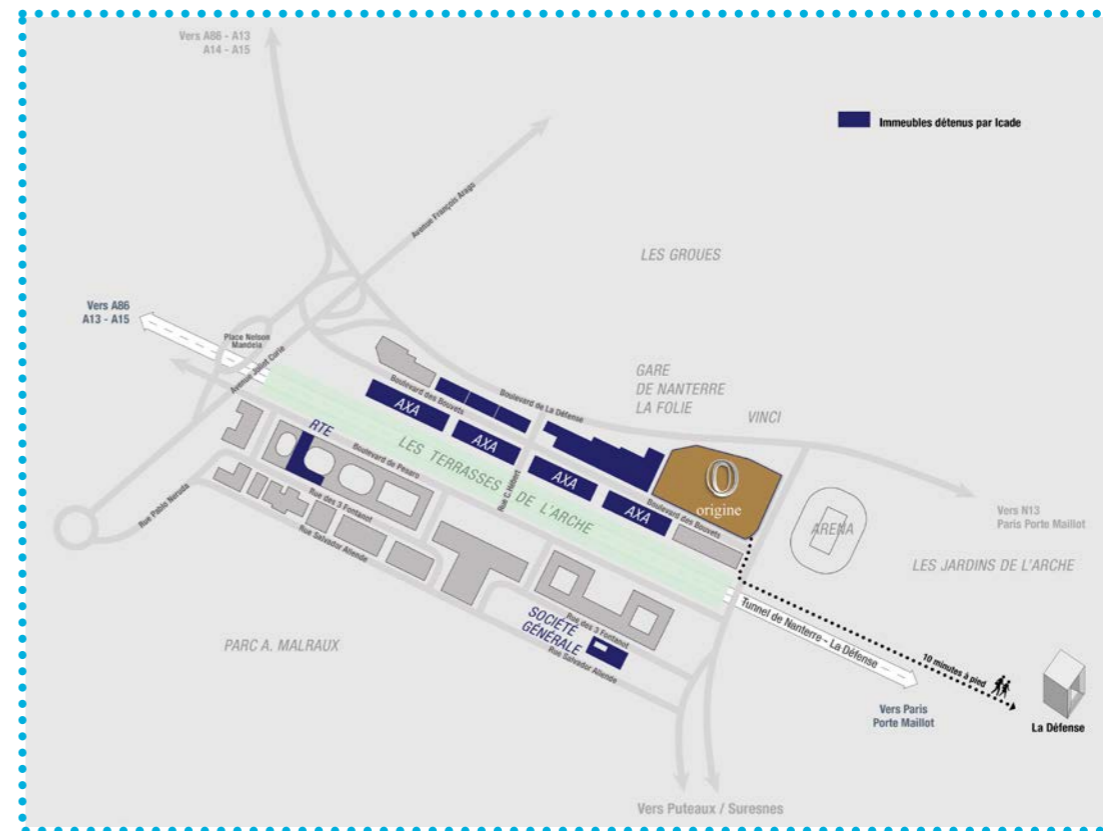 Vers A86 - A13
A14 - A15
Immeubles détenus par Icade
Avenue François Arago
LES GROUES
Vers A86
A13 - A15
Place Nelson
Mandela
Avenue Joliot Curie
GARE
DE NANTERRE
LA FOLIE
VINCI
Boulevard de La Défense
Boulevard des Bouvets
AXA
AXA
AXA
AXA
RTE
LES TERRASSES DE L'ARCHE
Boulevard de Pesaro
Rue C.Hébert
O
origine
Boulevard des Bouvets
ARENA
Vers N13
Paris Porte Maillot
LES JARDINS DE L'ARCHE
Rue Pablo Neruda
Rue des 3 Fontanot
Rue Salvador Allende
Tunnel de Nanterre - La Défense
SOCIÉTÉ
GÉNÉRALE
Rue des 3 Fontanot
Rue Salvador Allende
PARC A. MALRAUX
10 minutes à pied
Vers Paris
Porte Maillot
La Défense
Vers Puteaux / Suresnes